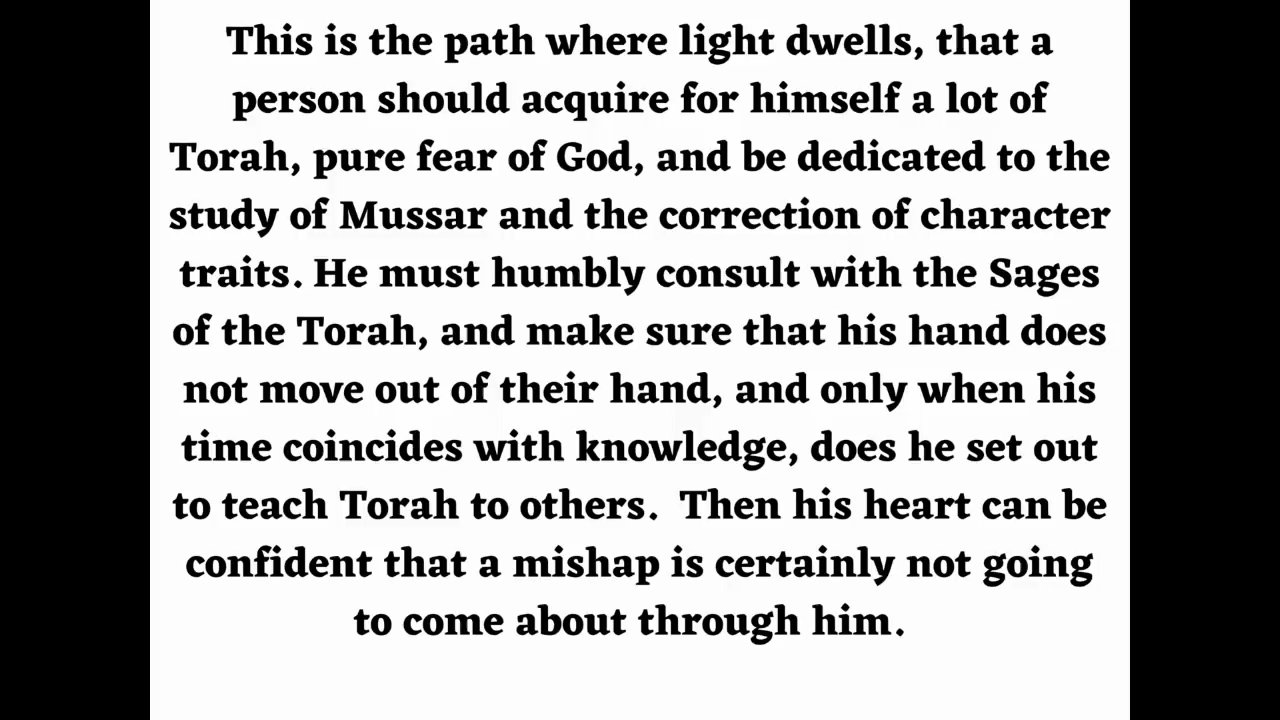 This is the path where light dwells, that a
person should acquire for himself a lot of
Torah, pure fear of God, and be dedicated to the
study of Mussar and the correction of character
traits. He must humbly consult with the Sages
of the Torah, and make sure that his hand does
not move out of their hand, and only when his
time coincides with knowledge, does he set out
to teach Torah to others.  Then his heart can be
confident that a mishap is certainly not going
to come about through him.